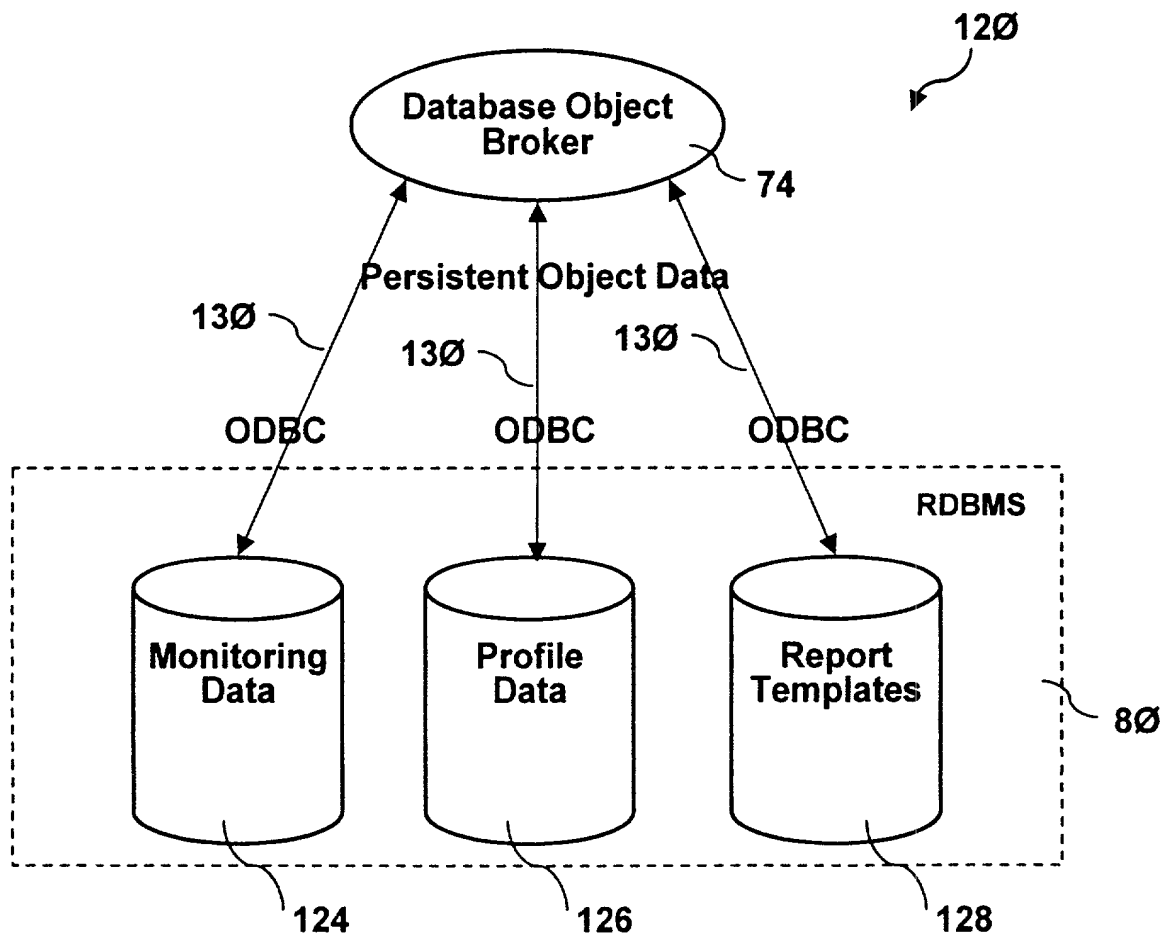 12Ø
Database Object
Broker
74
Persistent Object Data
13Ø
13Ø
13Ø
ODBC
ODBC
ODBC
RDBMS
Monitoring
Data
Profile
Data
Report
Templates
8Ø
124
126
128